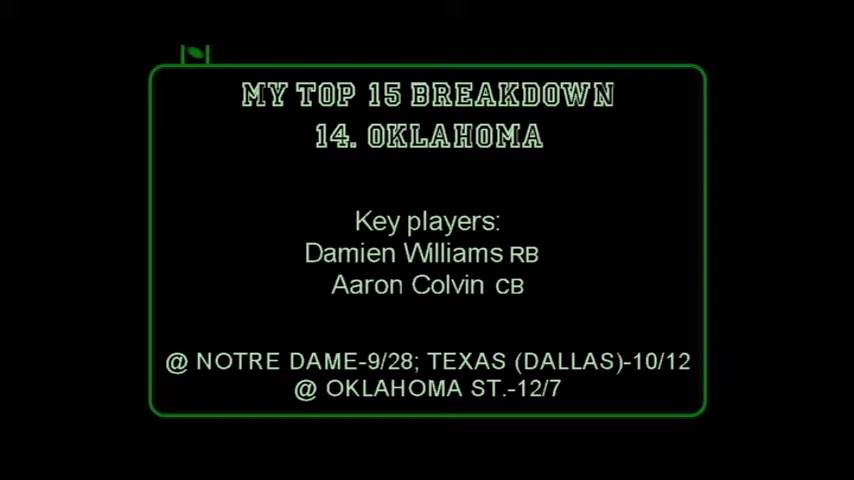 MY TOP 15 BREAKDOWN
14. OKLAHOMA
Key players:
Damien Williams RB
Aaron Colvin CB
@ NOTRE DAME-9/28; TEXAS (DALLAS)-10/12
@ OKLAHOMA ST.-12/7